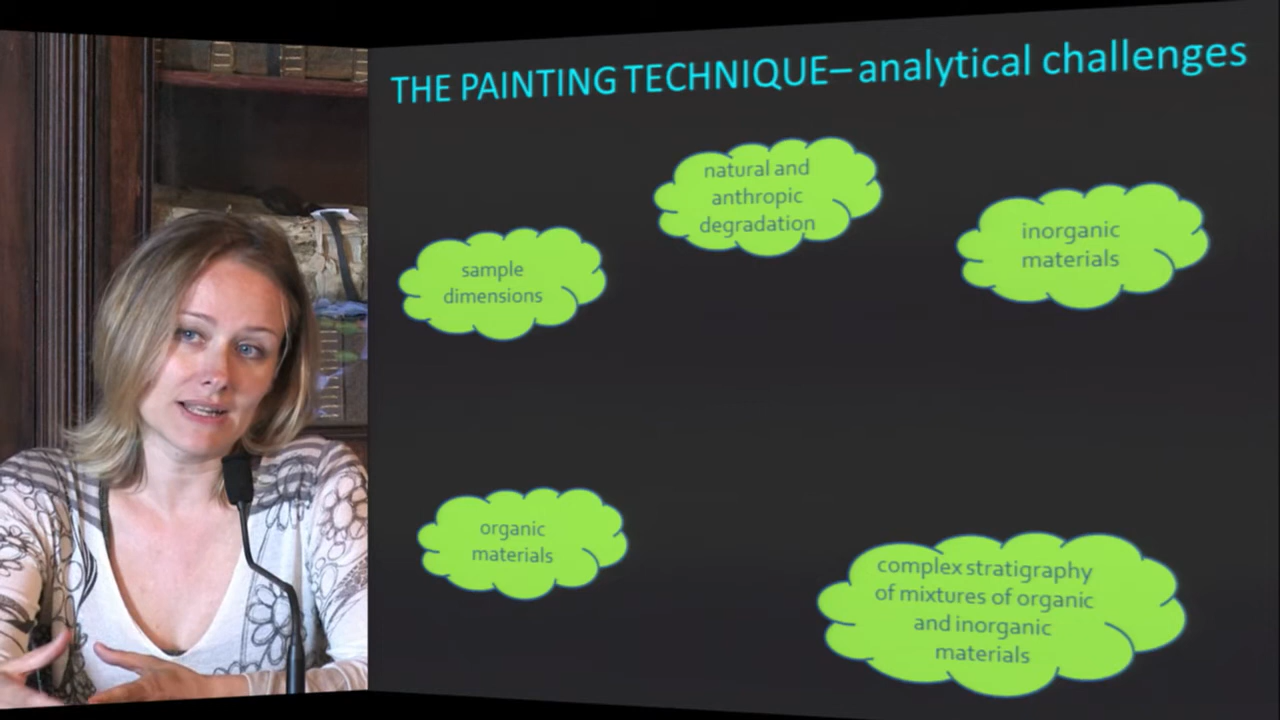 THE PAINTING TECHNIQUE– analytical challenges
natural and
anthropic
degradation
inorganic
materials
sample
dimensions
organic
materials
complex stratigraphy
of mixtures of organic
and inorganic
materials